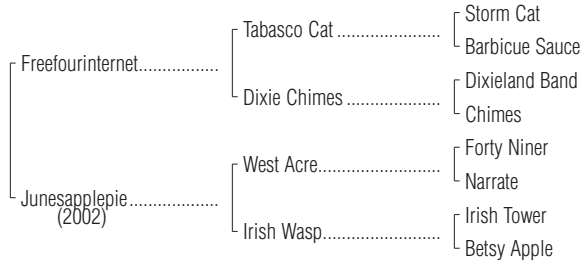 Storm Cat
Tabasco Cat ......................
Barbicue Sauce
Freefourinternet.................
Dixieland Band
Dixie Chimes ....................
Chimes
Forty Niner
West Acre..........................
Narrate
Junesapplepie ...................
(2002)
Irish Tower
Irish Wasp.........................
Betsy Apple